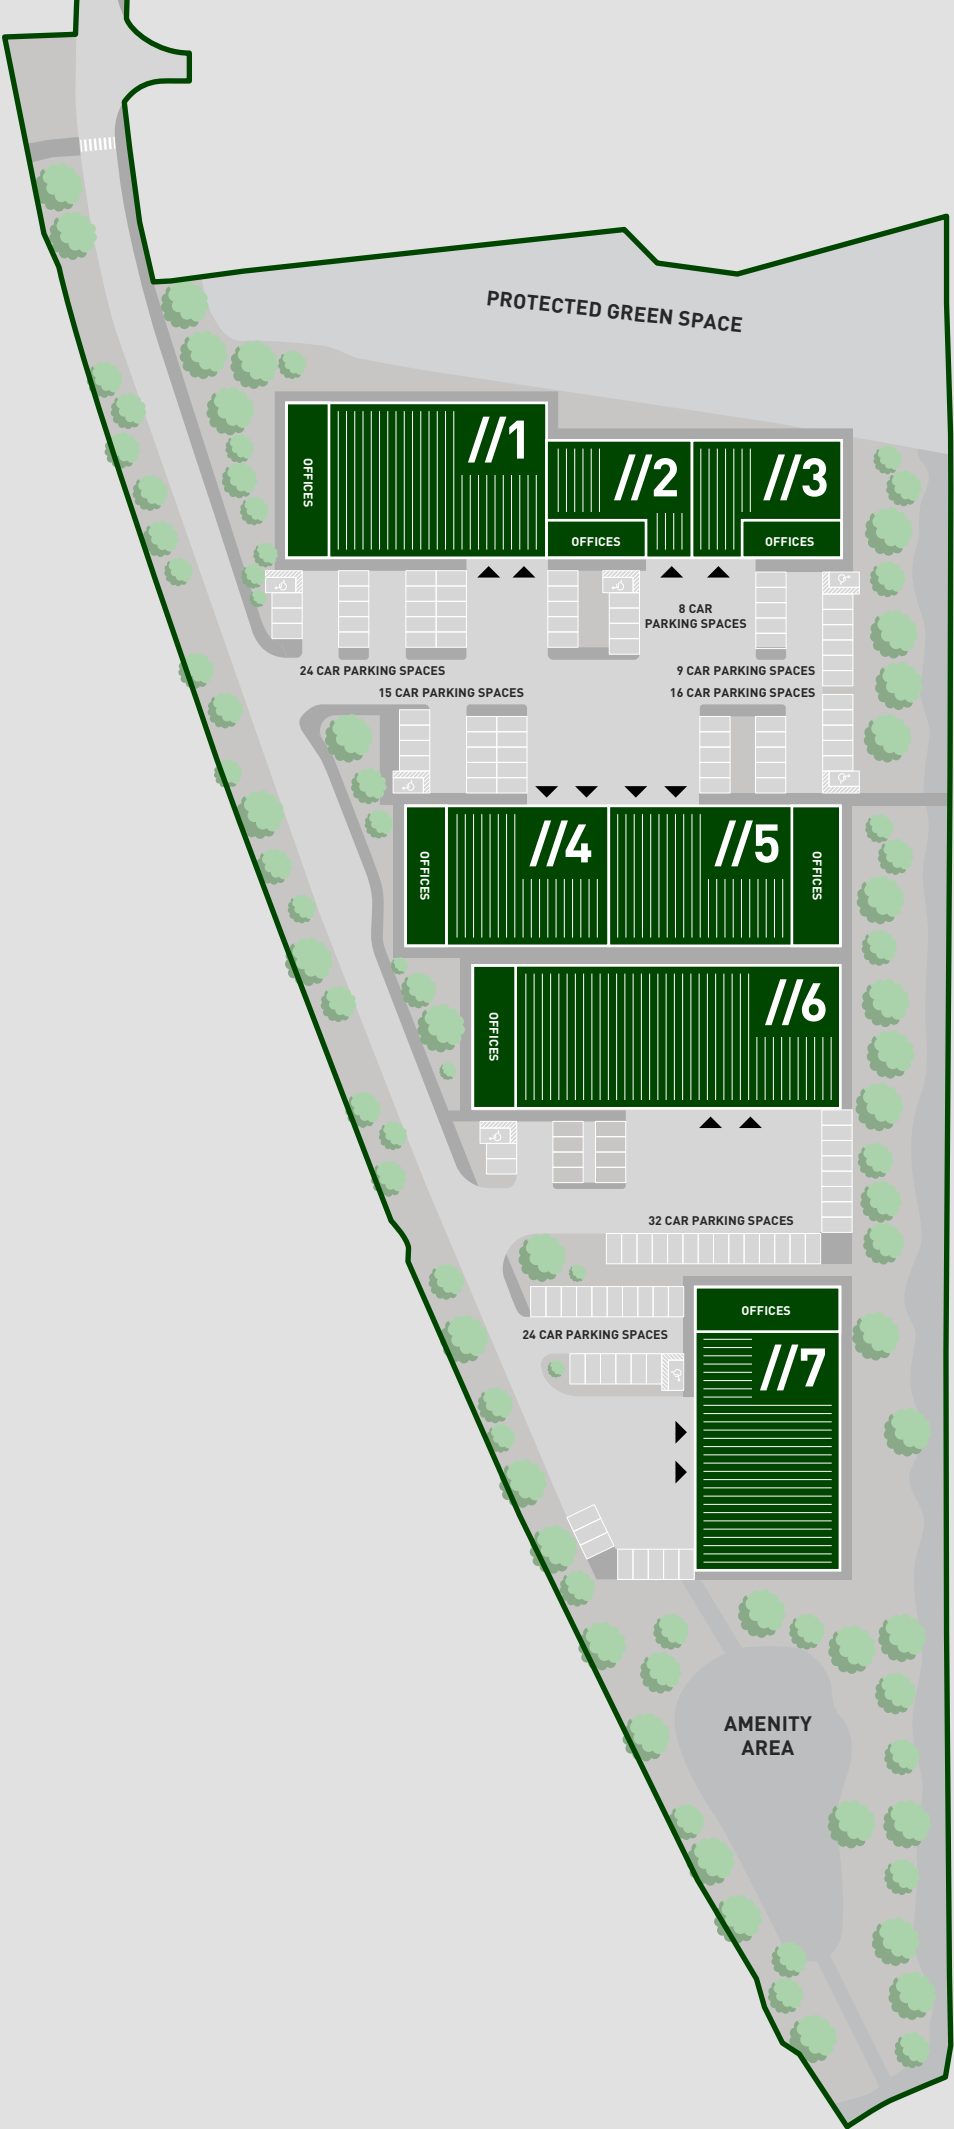 PROTECTED GREEN SPACE
//1
OFFICES
//2
OFFICES
//3
OFFICES
8 CAR
PARKING SPACES
24 CAR PARKING SPACES
9 CAR PARKING SPACES
15 CAR PARKING SPACES
16 CAR PARKING SPACES
OFFICES
//4
//5
OFFICES
OFFICES
//6
32 CAR PARKING SPACES
OFFICES
24 CAR PARKING SPACES
//7
AMENITY
AREA